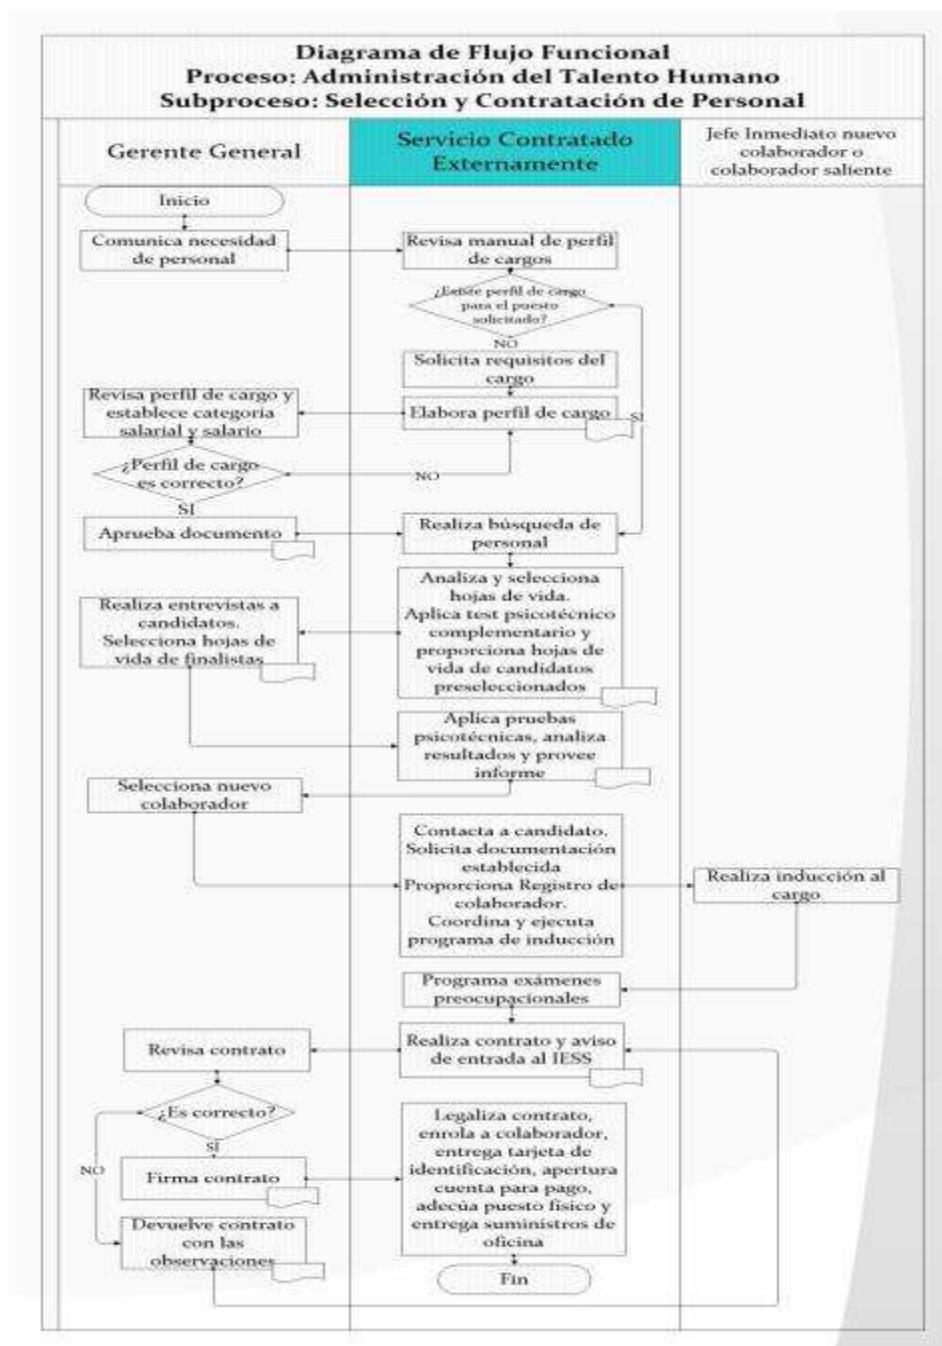 Diagrama de Flujo Funcional
Proceso: Administración del Talento Humano
Subproceso: Selección y Contratación de Personal
Gerente General
Servicio Contratado
Externamente
Jefe Inmediato nuevo
colaborador o
colaborador saliente
Inicio
Comunica necesidad
de personal
Revisa manual de perfil
de cargos
¿Existe perfil de cargo
para el puesto
solicitado?
NO
Solicita requisitos del
cargo
Revisa perfil de cargo y
establece categoría
salarial y salario
Elabora perfil de cargo
SI
¿Perfil de cargo
es correcto?
NO
SI
Aprueba documento
Realiza búsqueda de
personal
Analiza y selecciona
hojas de vida.
Aplica test psicotécnico
complementario y
proporciona hojas de
vida de candidatos
preseleccionados
Realiza entrevistas a
candidatos.
Selecciona hojas de
vida de finalistas
Aplica pruebas
psicotécnicas, analiza
resultados y provee
informe
Selecciona nuevo
colaborador
Contacta a candidato.
Solicita documentación
establecida
Proporciona Registro de
colaborador.
Coordina y ejecuta
programa de inducción
Realiza inducción al
cargo
Programa exámenes
preocupacionales
Realiza contrato y aviso
de entrada al IESS
Revisa contrato
¿Es correcto?
SI
NO
Firma contrato
Legaliza contrato,
enrola a colaborador,
entrega tarjeta de
identificación, apertura
cuenta para pago,
adecúa puesto físico y
entrega suministros de
oficina
Devuelve contrato
con las
observaciones
Fin